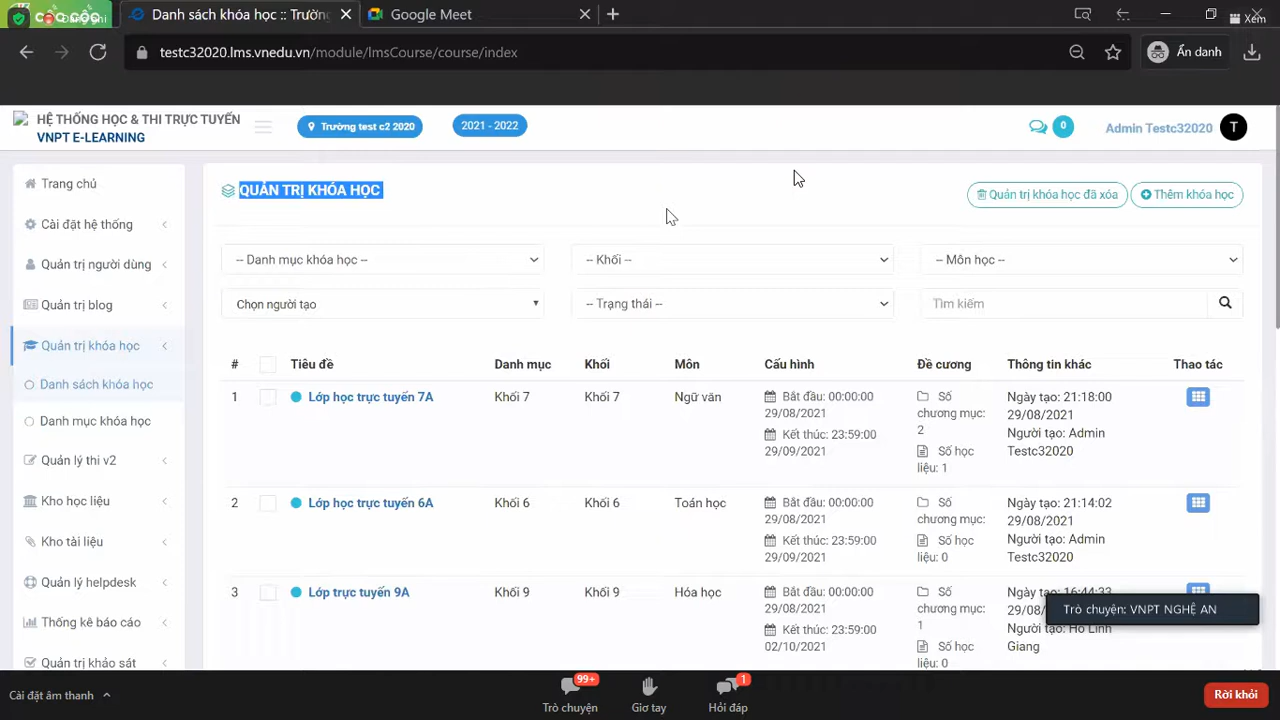 Danh sách khóa học :: Trường
Google Meet
Xem
testc32020.lms.vnedu.vn/module/lmsCourse/course/index
Ẩn danh
HỆ THỐNG HỌC & THI TRỰC TUYẾN
VNPT E-LEARNING
Trường test c2 2020
2021 - 2022
0
Admin Testc32020
T
Trang chủ
Cài đặt hệ thống
Quản trị người dùng
Quản trị blog
Quản trị khóa học
Danh sách khóa học
Danh mục khóa học
Quản lý thi v2
Kho học liệu
Kho tài liệu
Quản lý helpdesk
Thống kê báo cáo
Quản trị khảo sát
QUẢN TRỊ KHÓA HỌC
Quản trị khóa học đã xóa
Thêm khóa học
-- Danh mục khóa học --
-- Khối --
-- Môn học --
Chọn người tạo
-- Trạng thái --
Tìm kiếm
# Tiêu đề Danh mục Khối Môn Cấu hình Đề cương Thông tin khác Thao tác
1 Lớp học trực tuyến 7A Khối 7 Khối 7 Ngữ văn
Bắt đầu: 00:00:00
29/08/2021
Kết thúc: 23:59:00
29/09/2021
Số
chương mục:
2
Số học
liệu: 1
Ngày tạo: 21:18:00
29/08/2021
Người tạo: Admin
Testc32020
2 Lớp học trực tuyến 6A Khối 6 Khối 6 Toán học
Bắt đầu: 00:00:00
29/08/2021
Kết thúc: 23:59:00
29/09/2021
Số
chương mục:
1
Số học
liệu: 0
Ngày tạo: 21:14:02
29/08/2021
Người tạo: Admin
Testc32020
3 Lớp trực tuyến 9A Khối 9 Khối 9 Hóa học
Bắt đầu: 00:00:00
29/08/2021
Kết thúc: 23:59:00
02/10/2021
Số
chương mục:
1
Số học
liệu: 0
Ngày tạo: 16:44:33
29/08
Người tạo: Hồ Linh
Giang
Trò chuyện: VNPT NGHỆ AN
Cài đặt âm thanh
99+
Trò chuyện
Giơ tay
1
Hỏi đáp
Rời khỏi